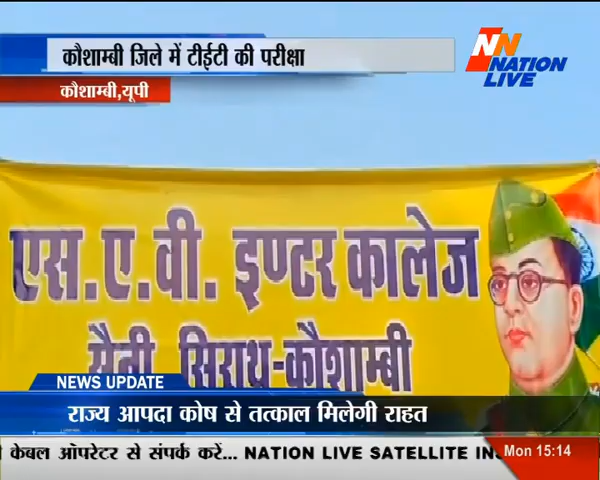 कौशाम्बी जिले में टीईटी की परीक्षा
कौशाम्बी,यूपी
NN
NATION
LIVE
एस.ए.वी. इण्टर कालेज
सैनी, सिराथू-कौशाम्बी
NEWS UPDATE
राज्य आपदा कोष से तत्काल मिलेगी राहत
केबल ऑपरेटर से संपर्क करें... NATION LIVE SATELLITE IN
Mon 15:14